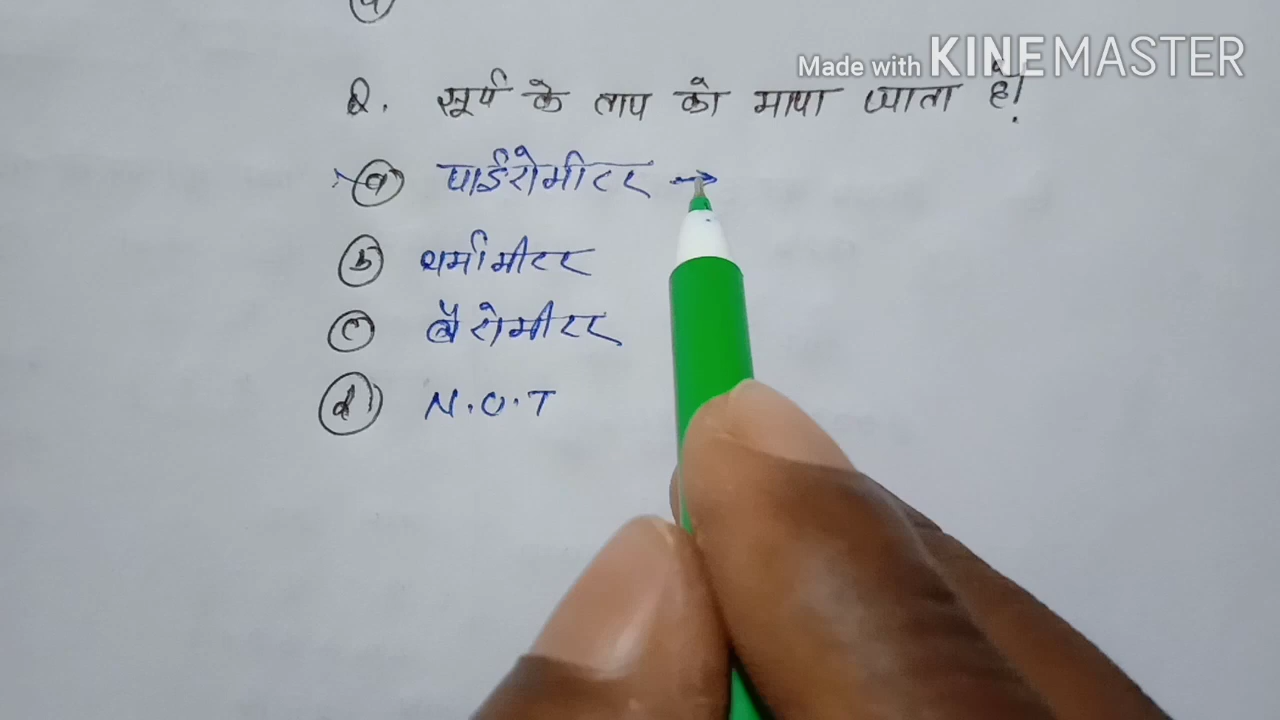 Made with KINEMASTER
Q. सूर्य के ताप को मापा जाता है।
(a) पाईरोमीटर →
(b) थर्मामीटर
(c) बैरोमीटर
(d) N.O.T